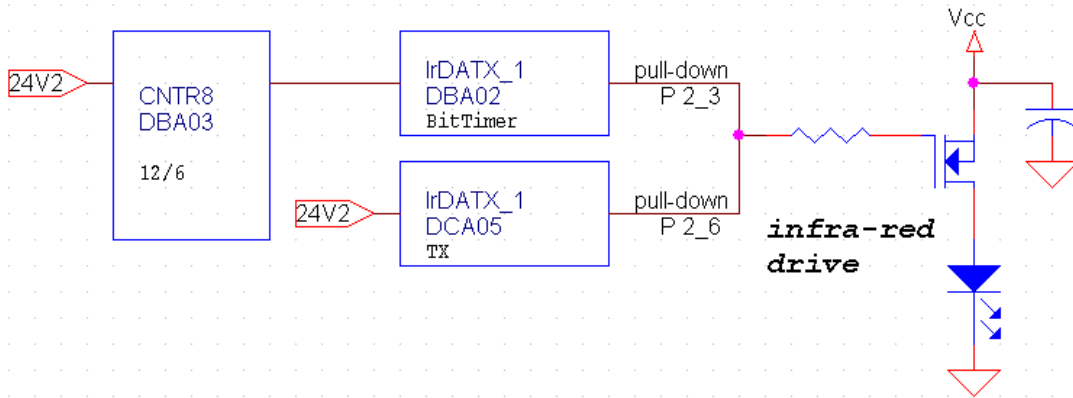 Vcc
24V2
CNTR8
DBA03
12/6
IrDATX_1
DBA02
BitTimer
pull-down
P 2_3
24V2
IrDATX_1
DCA05
TX
pull-down
P 2_6
infra-red
drive